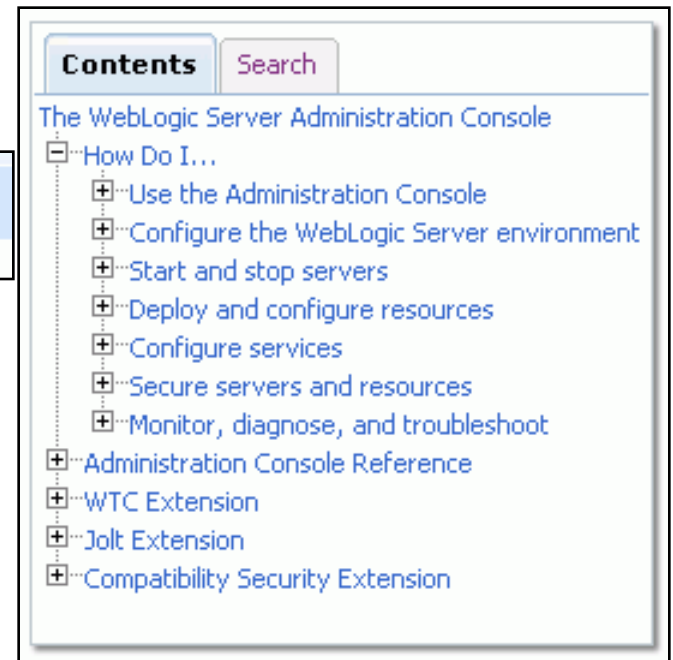 Contents Search
The WebLogic Server Administration Console
How Do I...
Use the Administration Console
Configure the WebLogic Server environment
Start and stop servers
Deploy and configure resources
Configure services
Secure servers and resources
Monitor, diagnose, and troubleshoot
Administration Console Reference
WTC Extension
Jolt Extension
Compatibility Security Extension